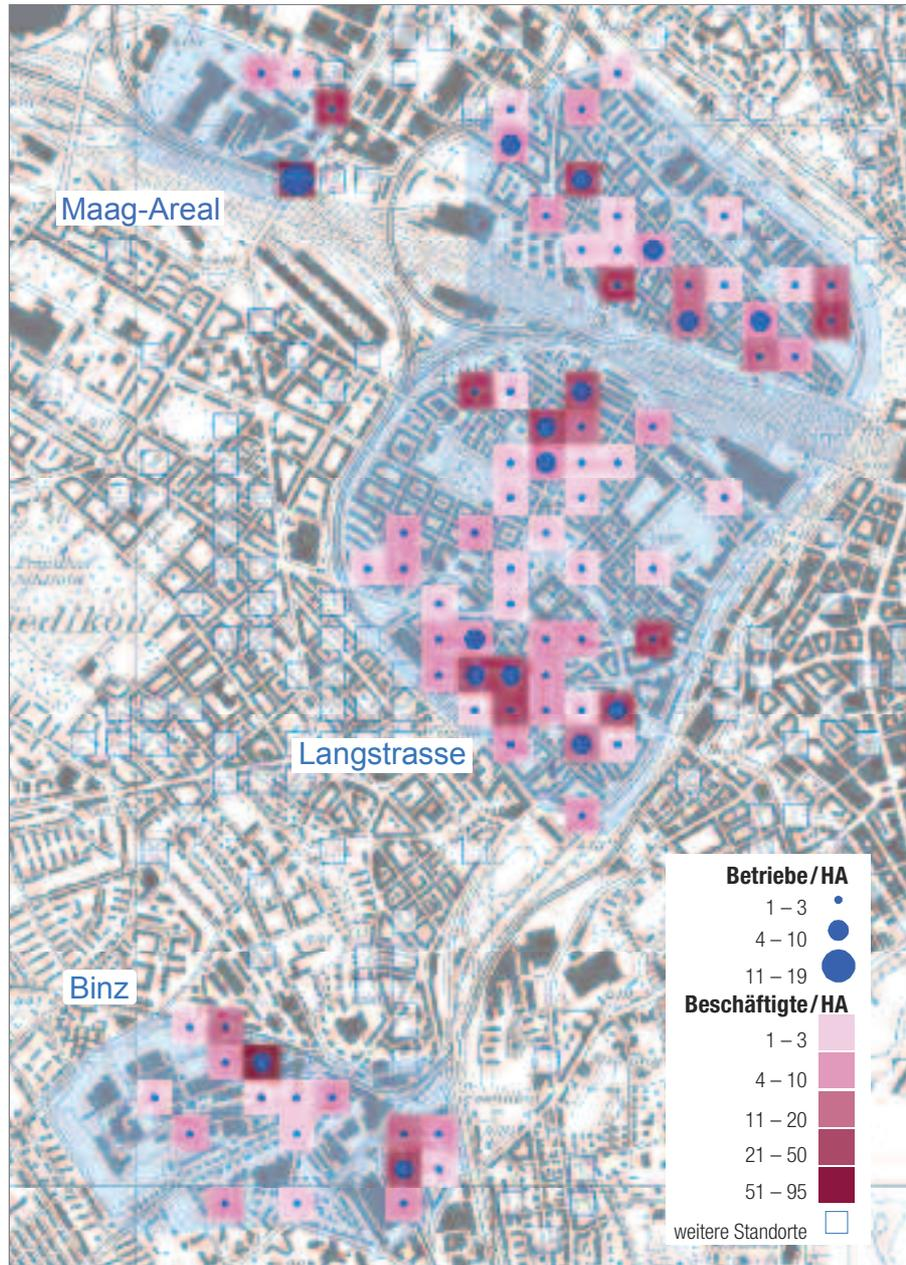 Maag-Areal
Langstrasse
Binz
Betriebe/HA
1 – 3
4 – 10
11 – 19
Beschäftigte/HA
1 – 3
4 – 10
11 – 20
21 – 50
51 – 95
weitere Standorte